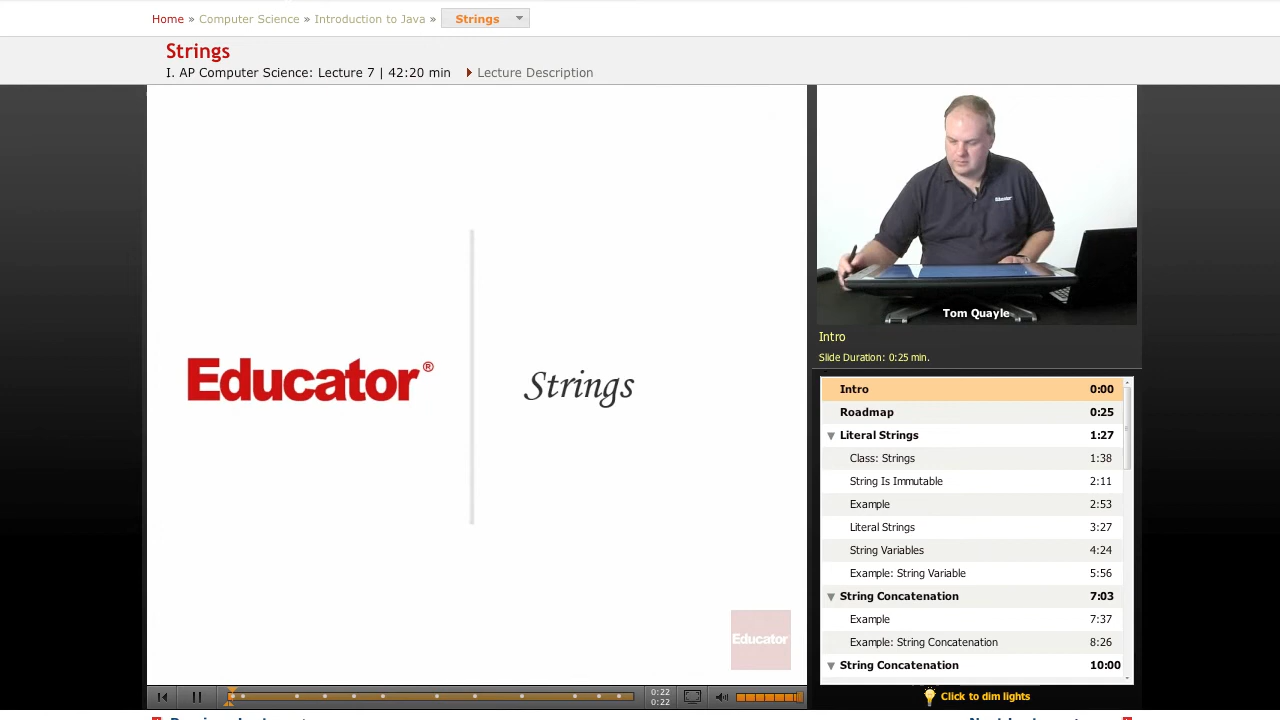 Home » Computer Science » Introduction to Java » Strings
Strings
I. AP Computer Science: Lecture 7 | 42:20 min Lecture Description
Educator®
Strings
Educator
Educator
Tom Quayle
Intro
Slide Duration: 0:25 min.
Intro 0:00
Roadmap 0:25
Literal Strings 1:27
Class: Strings 1:38
String Is Immutable 2:11
Example 2:53
Literal Strings 3:27
String Variables 4:24
Example: String Variable 5:56
String Concatenation 7:03
Example 7:37
Example: String Concatenation 8:26
String Concatenation 10:00
0:22
0:22
Click to dim lights